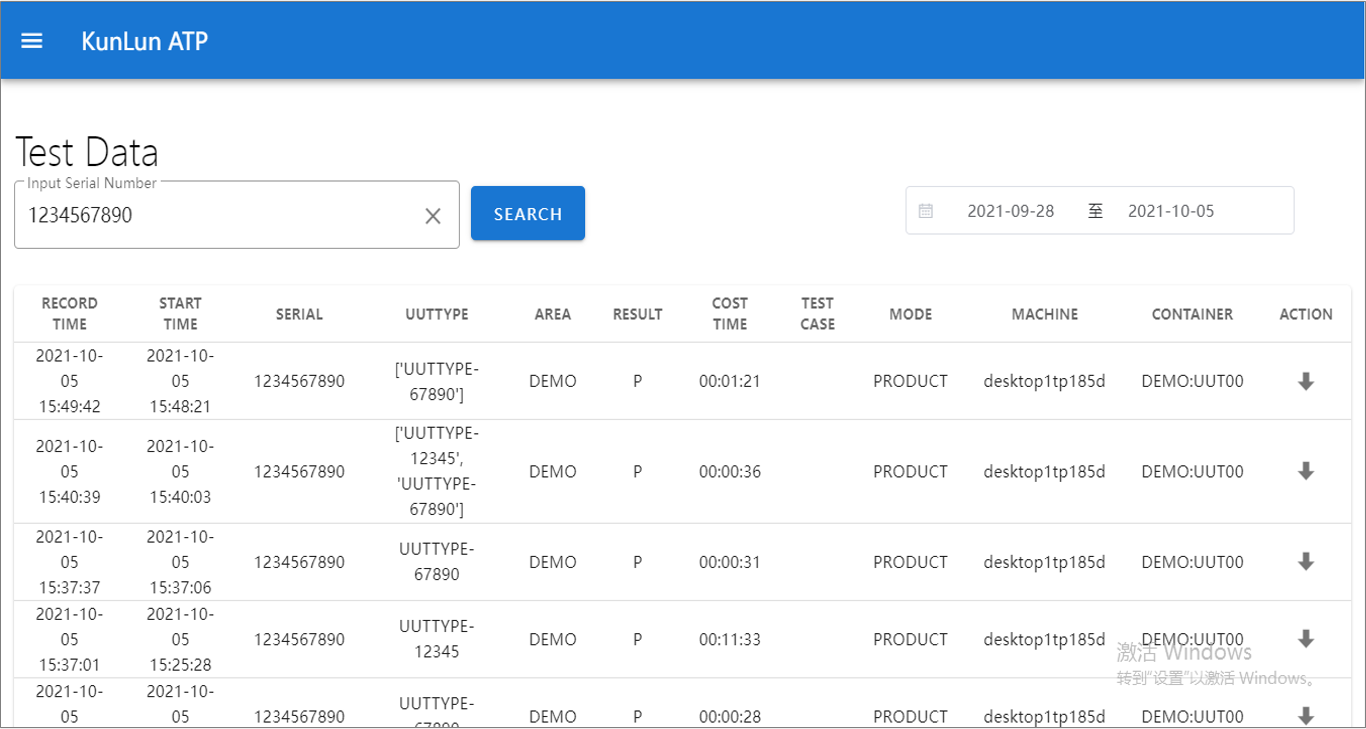 KunLun ATP
Test Data
Input Serial Number
1234567890
SEARCH
2021-09-28 至 2021-10-05
RECORD TIME START TIME SERIAL UUTTYPE AREA RESULT COST TIME TEST CASE MODE MACHINE CONTAINER ACTION
2021-10-05 15:49:42 2021-10-05 15:48:21 1234567890 ['UUTTYPE-67890'] DEMO P 00:01:21 PRODUCT desktop1tp185d DEMO:UUT00
2021-10-05 15:40:39 2021-10-05 15:40:03 1234567890 ['UUTTYPE-12345', 'UUTTYPE-67890'] DEMO P 00:00:36 PRODUCT desktop1tp185d DEMO:UUT00
2021-10-05 15:37:37 2021-10-05 15:37:06 1234567890 UUTTYPE-67890 DEMO P 00:00:31 PRODUCT desktop1tp185d DEMO:UUT00
2021-10-05 15:37:01 2021-10-05 15:25:28 1234567890 UUTTYPE-12345 DEMO P 00:11:33 PRODUCT desktop1tp185d DEMO:UUT00
2021-10-05 2021-10-05 1234567890 UUTTYPE-67890 DEMO P 00:00:28 PRODUCT desktop1tp185d DEMO:UUT00
激活 Windows
转到“设置”以激活 Windows。